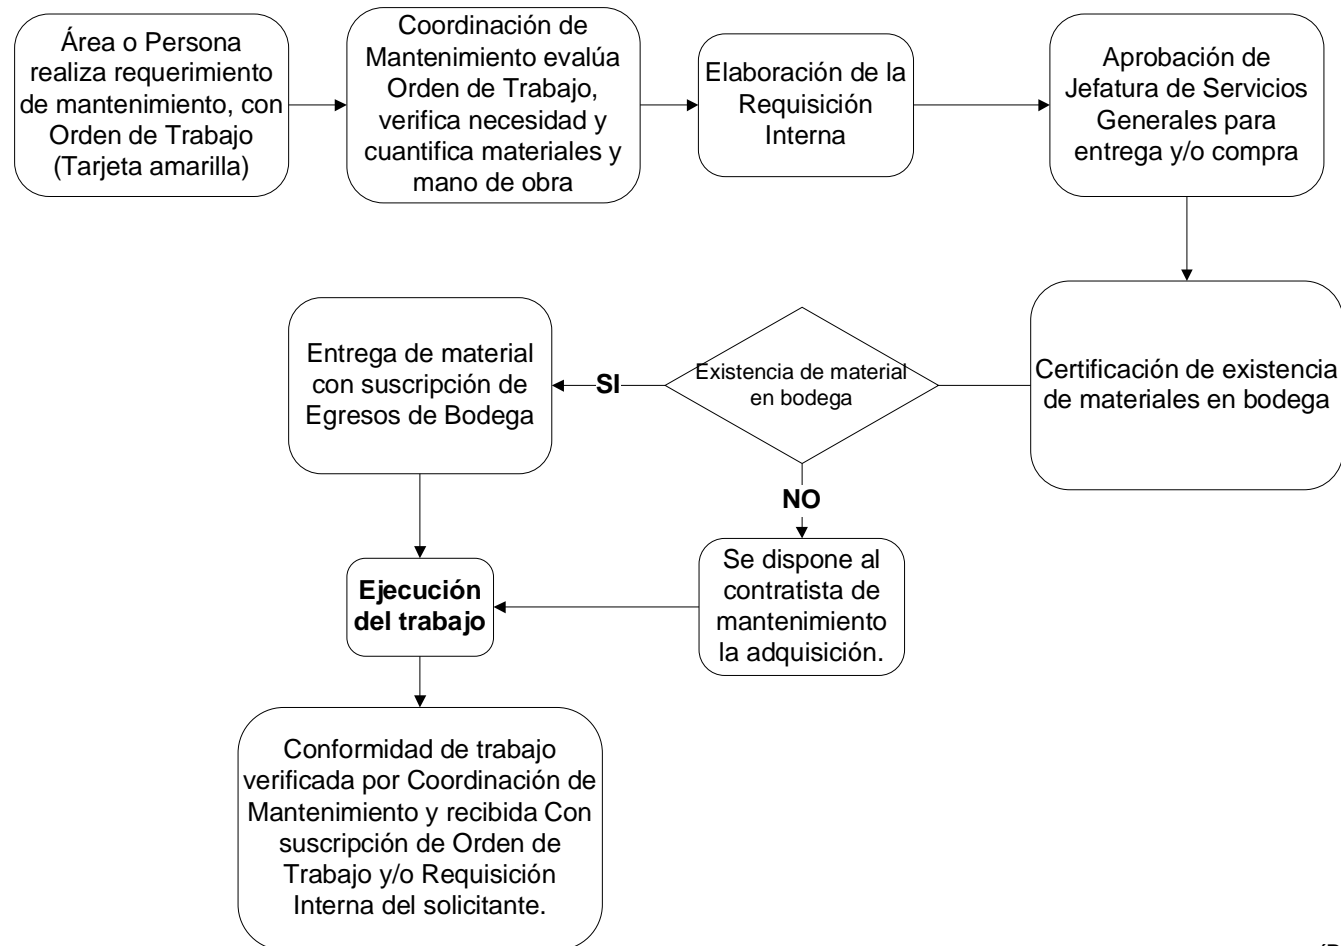 Área o Persona
realiza requerimiento
de mantenimiento, con
Orden de Trabajo
(Tarjeta amarilla)
Coordinación de
Mantenimiento evalúa
Orden de Trabajo,
verifica necesidad y
cuantifica materiales y
mano de obra
Elaboración de la
Requisición
Interna
Aprobación de
Jefatura de Servicios
Generales para
entrega y/o compra
Certificación de existencia
de materiales en bodega
Existencia de material
en bodega
SI
Entrega de material
con suscripción de
Egresos de Bodega
NO
Se dispone al
contratista de
mantenimiento
la adquisición.
Ejecución
del trabajo
Conformidad de trabajo
verificada por Coordinación de
Mantenimiento y recibida Con
suscripción de Orden de
Trabajo y/o Requisición
Interna del solicitante.